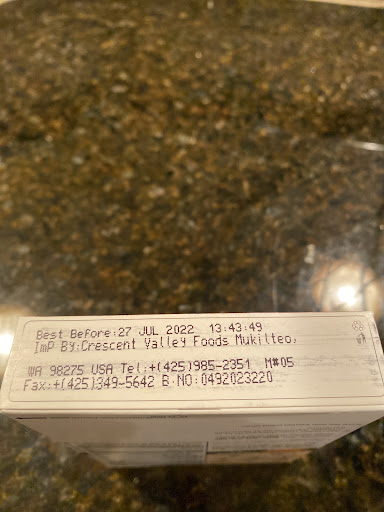 Best Before:27 JUL 2022 13:43:49
ImP By:Crescent Valley Foods Mukilteo,
WA 98275 USA Tel:+(425)985-2351 M#05
Fax:+(425)349-5642 B.NO:0492023220